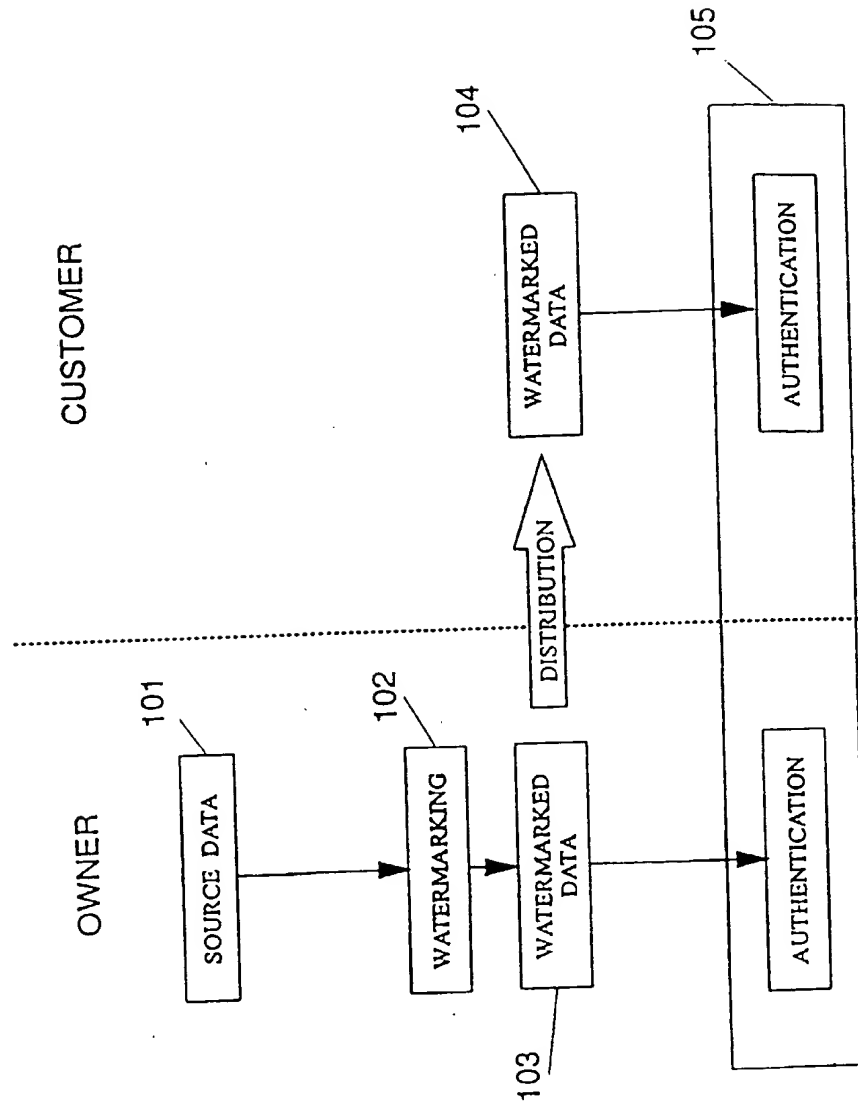 OWNER
CUSTOMER
101
SOURCE DATA
102
WATERMARKING
103
WATERMARKED
DATA
DISTRIBUTION
104
WATERMARKED
DATA
105
AUTHENTICATION
AUTHENTICATION